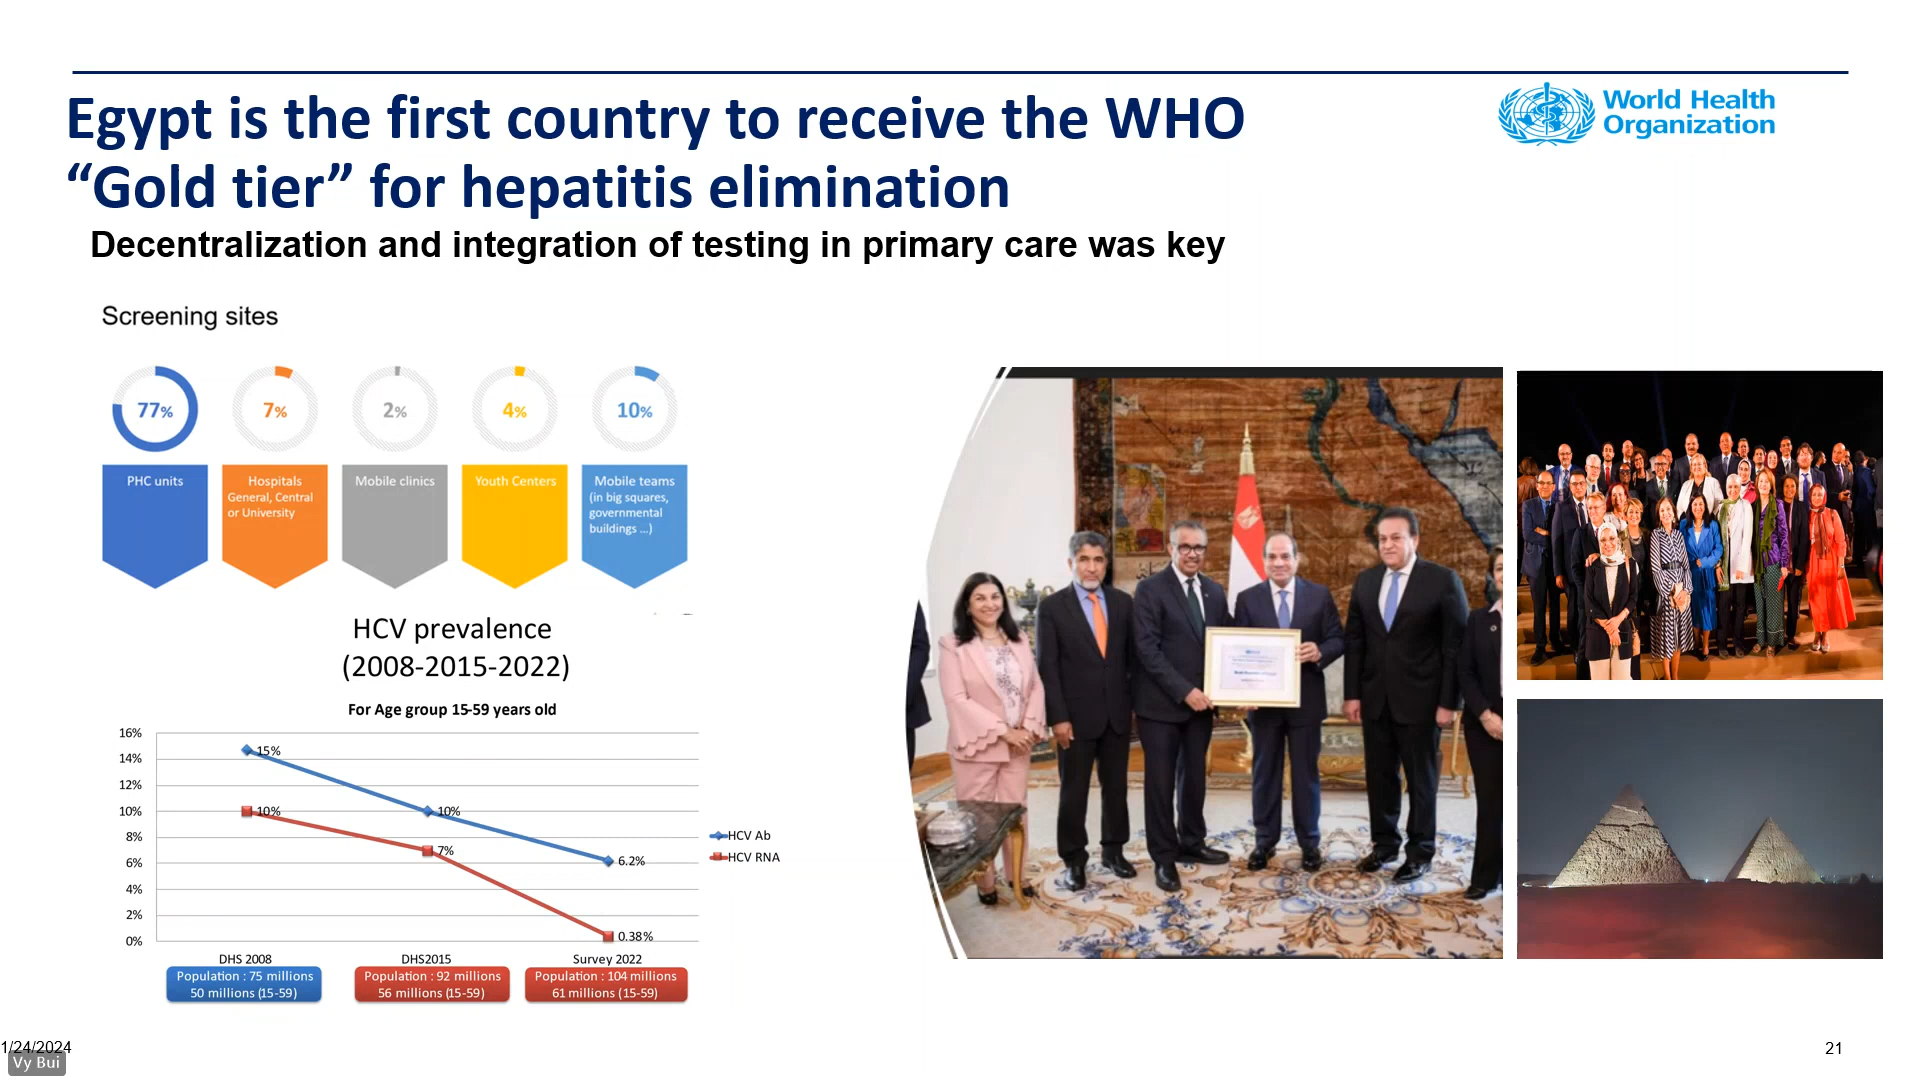 Egypt is the first country to receive the WHO
“Gold tier” for hepatitis elimination
World Health
Organization
Decentralization and integration of testing in primary care was key
Screening sites
77%
7%
2%
4%
10%
PHC units
Hospitals
General, Central
or University
Mobile clinics
Youth Centers
Mobile teams
(in big squares,
governmental
buildings ...)
HCV prevalence
(2008-2015-2022)
For Age group 15-59 years old
16%
14%
12%
10%
8%
6%
4%
2%
0%
15%
10%
6.2%
10%
7%
0.38%
HCV Ab
HCV RNA
DHS 2008
DHS2015
Survey 2022
Population : 75 millions
50 millions (15-59)
Population : 92 millions
56 millions (15-59)
Population : 104 millions
61 millions (15-59)
1/24/2024
Vy Bui
21